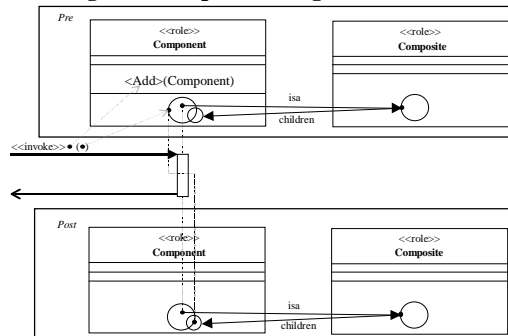 Pre
<<role>>
Component
<<role>>
Composite
<Add>(Component)
isa
children
<<invoke>> • (•)
Post
<<role>>
Component
<<role>>
Composite
isa
children